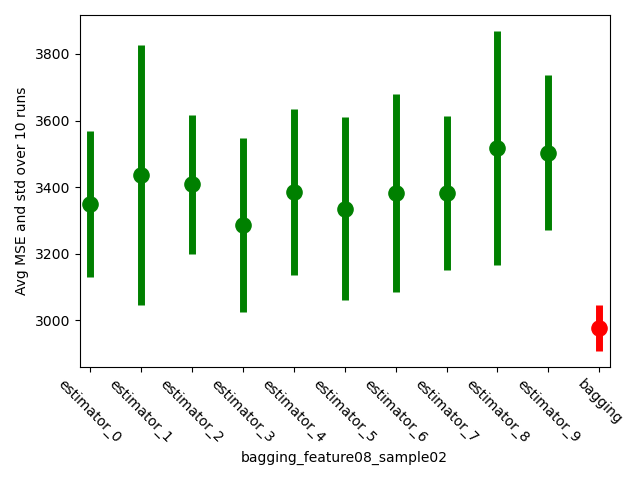 Avg MSE and std over 10 runs
3800
3600
3400
3200
3000
estimator_0
estimator_1
estimator_2
estimator_3
estimator_4
estimator_5
estimator_6
estimator_7
estimator_8
estimator_9
bagging
bagging_feature08_sample02